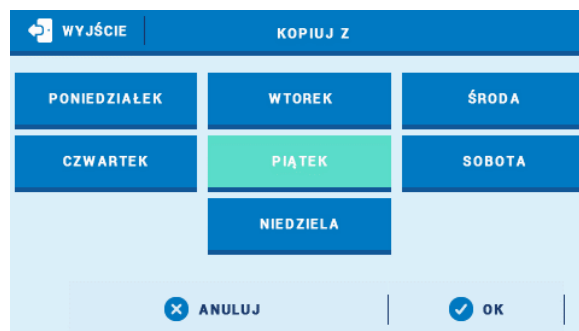 WYJŚCIE KOPIUJ Z
PONIEDZIAŁEK WTOREK ŚRODA
CZWARTEK PIĄTEK SOBOTA
NIEDZIELA
ANULUJ OK